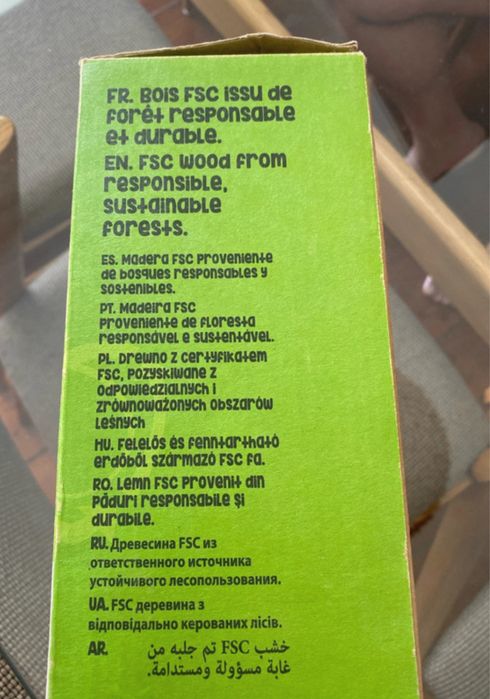 FR. Bois FSC issu de
forêt responsable
et durable.
EN. FSC wood from
responsible,
sustainable
forests.
ES. Madera FSC proveniente
de bosques responsables y
sostenibles.
PT. Madeira FSC
proveniente de floresta
responsável e sustentável.
PL. Drewno z certyfikatem
FSC, pozyskiwane z
odpowiedzialnych i
zrównoważonych obszarów
leśnych
HU. Felelős és fenntartható
erdőből származó FSC fa.
RO. Lemn FSC provenit din
păduri responsabile și
durabile.
RU. Древесина FSC из
ответственного источника
устойчивого лесопользования.
UA. FSC деревина з
відповідально керованих лісів.
AR. خشب FSC تم جلبه من
غابة مسؤولة ومستدامة.